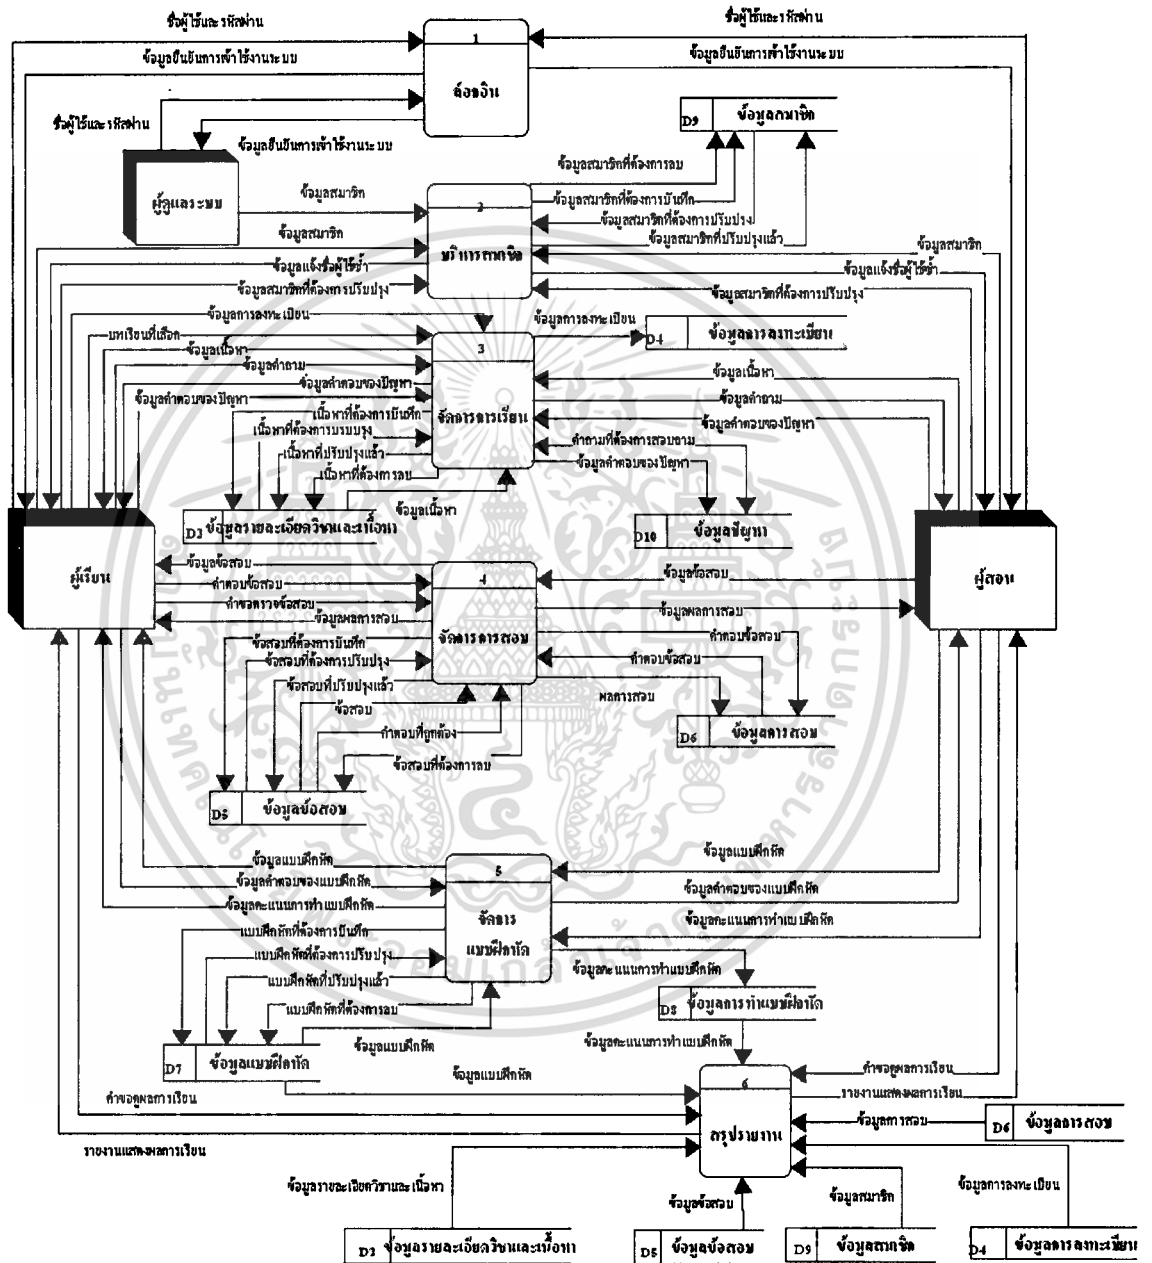 ชื่อผู้ใช้และรหัสผ่าน
ชื่อผู้ใช้และรหัสผ่าน
1
ล็อกอิน
ข้อมูลยืนยันการเข้าใช้งานระบบ
ข้อมูลยืนยันการเข้าใช้งานระบบ
ชื่อผู้ใช้และรหัสผ่าน
ข้อมูลยืนยันการเข้าใช้งานระบบ
D9 ข้อมูลสมาชิก
ผู้ดูแลระบบ
ข้อมูลสมาชิก
ข้อมูลสมาชิกที่ต้องการลบ
2
บริหารสมาชิก
ข้อมูลสมาชิกที่ต้องการบันทึก
ข้อมูลสมาชิกที่ต้องการปรับปรุง
ข้อมูลสมาชิกที่ปรับปรุงแล้ว
ข้อมูลสมาชิก
ข้อมูลสมาชิก
ข้อมูลแจ้งชื่อผู้ใช้ซ้ำ
ข้อมูลแจ้งชื่อผู้ใช้ซ้ำ
ข้อมูลสมาชิกที่ต้องการปรับปรุง
ข้อมูลสมาชิกที่ต้องการปรับปรุง
ข้อมูลการลงทะเบียน
ข้อมูลการลงทะเบียน
D4 ข้อมูลการลงทะเบียน
บทเรียนที่เลือก
3
จัดการการเรียน
ข้อมูลเนื้อหา
ข้อมูลเนื้อหา
ข้อมูลคำถาม
ข้อมูลคำถาม
ข้อมูลคำตอบของปัญหา
ข้อมูลคำตอบของปัญหา
ข้อมูลคำตอบของปัญหา
เนื้อหาที่ต้องการบันทึก
เนื้อหาที่ต้องการปรับปรุง
คำถามที่ต้องการสอบถาม
เนื้อหาที่ปรับปรุงแล้ว
ข้อมูลคำตอบของปัญหา
เนื้อหาที่ต้องการลบ
ข้อมูลเนื้อหา
D3 ข้อมูลรายละเอียดวิชาและเนื้อหา
D10 ข้อมูลปัญหา
ผู้เรียน
ผู้สอน
ข้อมูลข้อสอบ
4
จัดการการสอบ
ข้อมูลข้อสอบ
คำตอบข้อสอบ
คำขอตรวจข้อสอบ
ข้อมูลผลการสอบ
ข้อมูลผลการสอบ
ข้อสอบที่ต้องการบันทึก
คำตอบข้อสอบ
ข้อสอบที่ต้องการปรับปรุง
คำตอบข้อสอบ
ข้อสอบที่ปรับปรุงแล้ว
ผลการสอบ
ข้อสอบ
คำตอบที่ถูกต้อง
D6 ข้อมูลการสอบ
ข้อสอบที่ต้องการลบ
D5 ข้อมูลข้อสอบ
ข้อมูลแบบฝึกหัด
5
จัดการ
แบบฝึกหัด
ข้อมูลแบบฝึกหัด
ข้อมูลคำตอบของแบบฝึกหัด
ข้อมูลคำตอบของแบบฝึกหัด
ข้อมูลคะแนนการทำแบบฝึกหัด
ข้อมูลคะแนนการทำแบบฝึกหัด
แบบฝึกหัดที่ต้องการบันทึก
แบบฝึกหัดที่ต้องการปรับปรุง
ข้อมูลคะแนนการทำแบบฝึกหัด
แบบฝึกหัดที่ปรับปรุงแล้ว
แบบฝึกหัดที่ต้องการลบ
D8 ข้อมูลการทำแบบฝึกหัด
ข้อมูลแบบฝึกหัด
ข้อมูลคะแนนการทำแบบฝึกหัด
D7 ข้อมูลแบบฝึกหัด
ข้อมูลแบบฝึกหัด
6
สรุปรายงาน
คำขอดูผลการเรียน
คำขอดูผลการเรียน
รายงานแสดงผลการเรียน
ข้อมูลการสอบ
D6 ข้อมูลการสอบ
รายงานแสดงผลการเรียน
ข้อมูลรายละเอียดวิชาและเนื้อหา
ข้อมูลข้อสอบ
ข้อมูลสมาชิก
ข้อมูลการลงทะเบียน
D3 ข้อมูลรายละเอียดวิชาและเนื้อหา
D5 ข้อมูลข้อสอบ
D9 ข้อมูลสมาชิก
D4 ข้อมูลการลงทะเบียน